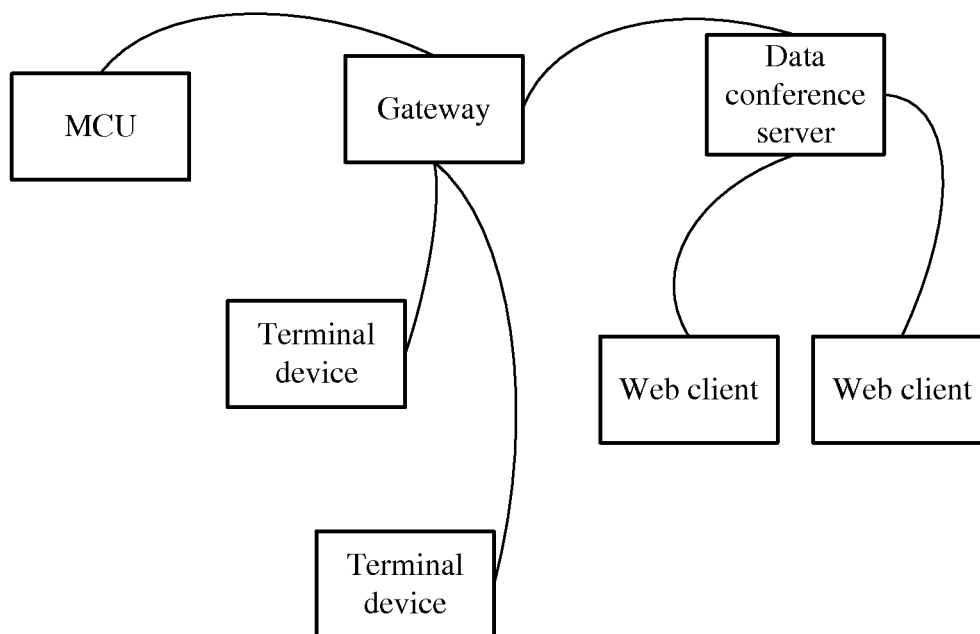 MCU
Gateway
Data
conference
server
Terminal
device
Web client
Web client
Terminal
device